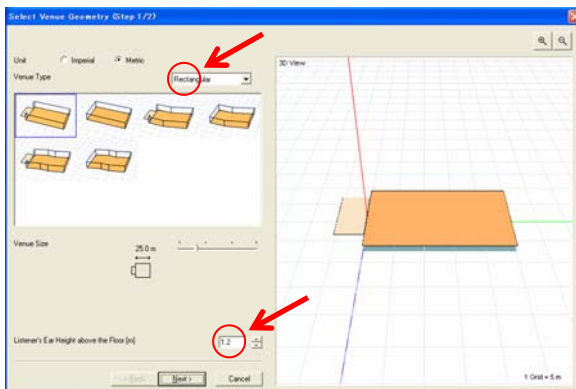 Select Venue Geometry (Step 1/2)
Unit
Imperial
Metric
Venue Type
Rectangular
Venue Size
25.0 m
Listener's Ear Height above the Floor [m]
1.2
< Back
Next >
Cancel
3D View
1 Grid = 5 m